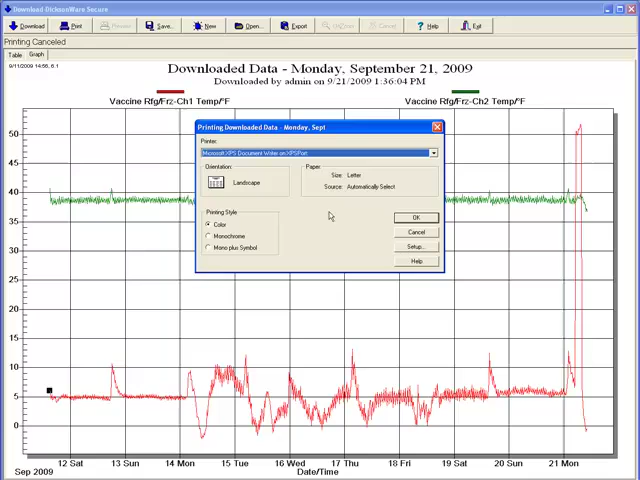 Download DicksonWare Secure
Download Print Preview Save... New Open... Export Cancel Help Exit
Printing Canceled
Table Graph
9/11/2009 14:56, 6.1
Downloaded Data - Monday, September 21, 2009
Downloaded by admin on 9/21/2009 1:36:04 PM
Vaccine Rfg/Frz-Ch1 Temp/°F Vaccine Rfg/Frz-Ch2 Temp/°F
Printing Downloaded Data - Monday, Sept
Printer:
Microsoft XPS Document Writer on XPSPort
Orientation: Paper:
Landscape
Size: Letter
Source: Automatically Select
Printing Style
Color
Monochrome
Mono plus Symbol
OK
Cancel
Setup...
Help
50
45
40
35
30
25
20
15
10
5
0
12 Sat 13 Sun 14 Mon 15 Tue 16 Wed 17 Thu 18 Fri 19 Sat 20 Sun 21 Mon
Sep 2009
Date/Time